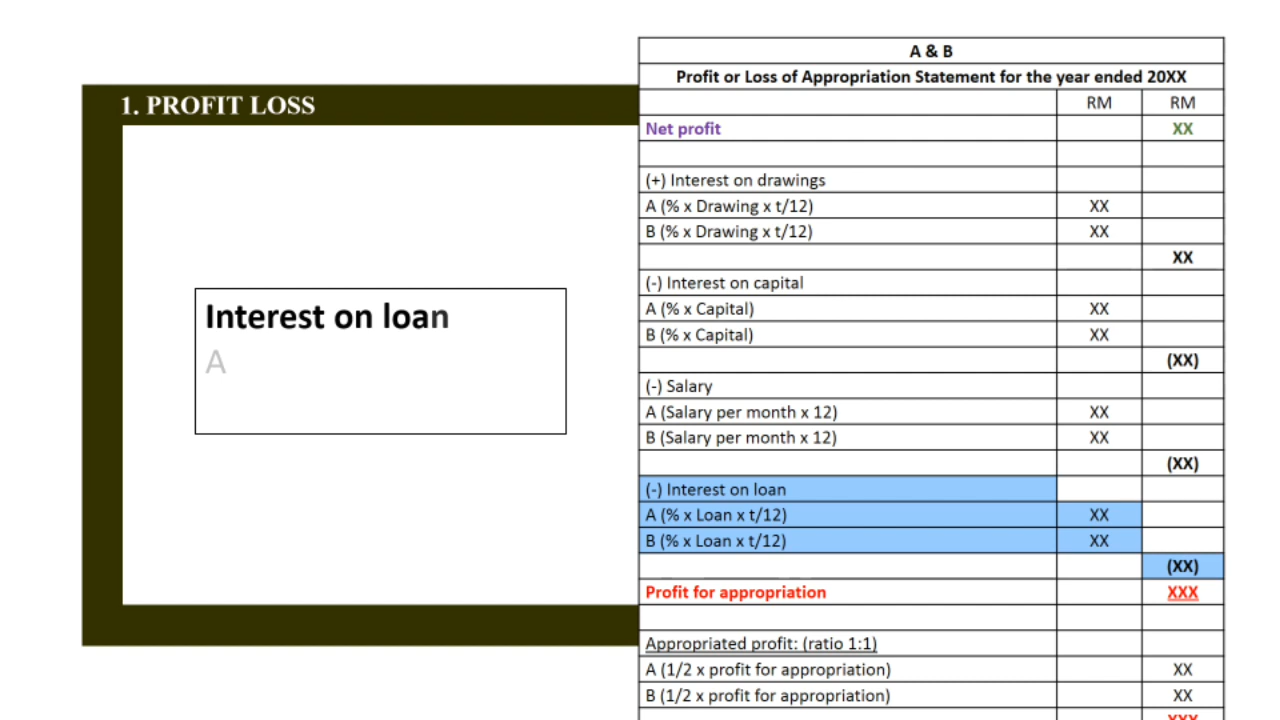 1. PROFIT LOSS
Interest on loan
A
A & B
Profit or Loss of Appropriation Statement for the year ended 20XX
RM RM
Net profit XX
(+) Interest on drawings
A (% x Drawing x t/12) XX
B (% x Drawing x t/12) XX
XX
(-) Interest on capital
A (% x Capital) XX
B (% x Capital) XX
(XX)
(-) Salary
A (Salary per month x 12) XX
B (Salary per month x 12) XX
(XX)
(-) Interest on loan
A (% x Loan x t/12) XX
B (% x Loan x t/12) XX
(XX)
Profit for appropriation XXX
Appropriated profit: (ratio 1:1)
A (1/2 x profit for appropriation) XX
B (1/2 x profit for appropriation) XX
XXX